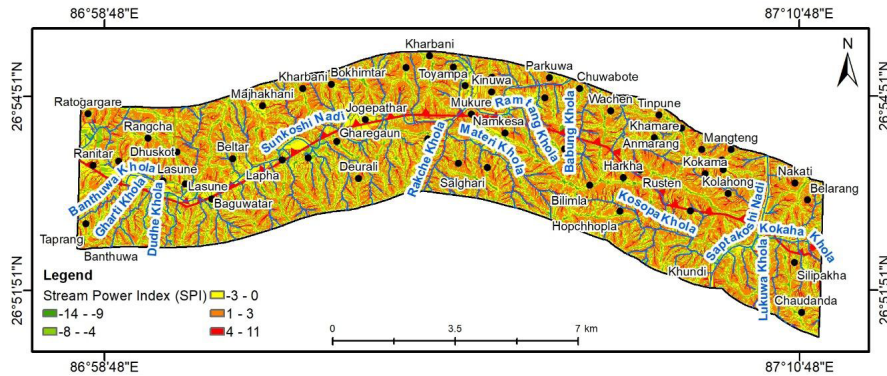 86°58'48"E
87°10'48"E
N
26°54'51"N
26°54'51"N
26°51'51"N
26°51'51"N
Kharbani
Toyampa
Kinuwa
Parkuwa
Chuwabote
Kharbani
Bokhimtar
Majhakhani
Ratogargare
Wachen
Tinpune
Mukure
Ramtang Khola
Jogepathar
Namkesa
Khamare
Rangcha
Sunkoshi Nadi
Gharegaun
Materi Khola
Babung Khola
Anmarang
Mangteng
Dhuskot
Beltar
Ranitar
Kokama
Lapha
Deurali
Rakche Khola
Salghari
Harkha
Nakati
Banthuwa Khola
Lasune
Lasune
Rusten
Kolahong
Belarang
Gharti Khola
Dudhe Khola
Baguwatar
Bilimla
Kosopa Khola
Saptakoshi Nadi
Hopchhopla
Kokaha Khola
Taprang
Banthuwa
Khundi
Lukuwa Khola
Silipakha
Chaudanda
Legend
Stream Power Index (SPI)
-14 - -9
-8 - -4
-3 - 0
1 - 3
4 - 11
0 3.5 7 km
86°58'48"E
87°10'48"E